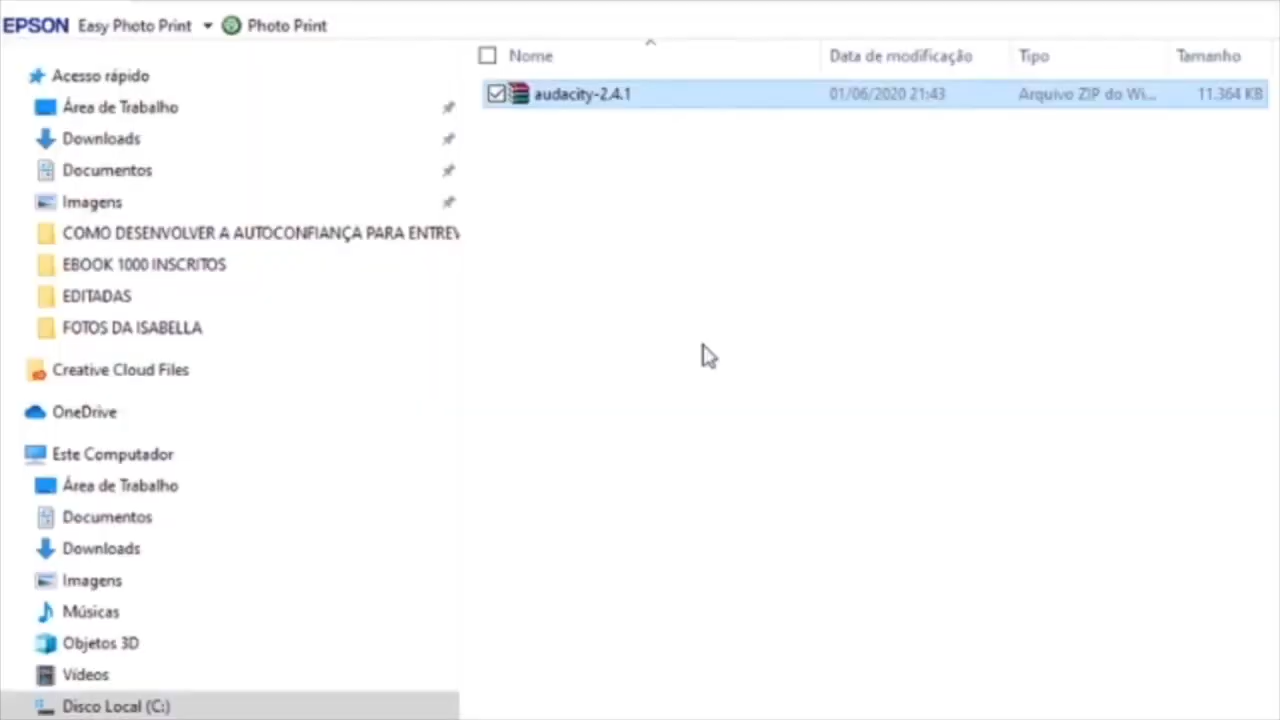 EPSON Easy Photo Print Photo Print
Nome Data de modificação Tipo Tamanho
audacity-2.4.1 01/06/2020 21:43 Arquivo ZIP do Wi... 11.364 KB
Acesso rápido
Área de Trabalho
Downloads
Documentos
Imagens
COMO DESENVOLVER A AUTOCONFIANÇA PARA ENTREV
EBOOK 1000 INSCRITOS
EDITADAS
FOTOS DA ISABELLA
Creative Cloud Files
OneDrive
Este Computador
Área de Trabalho
Documentos
Downloads
Imagens
Músicas
Objetos 3D
Vídeos
Disco Local (C:)